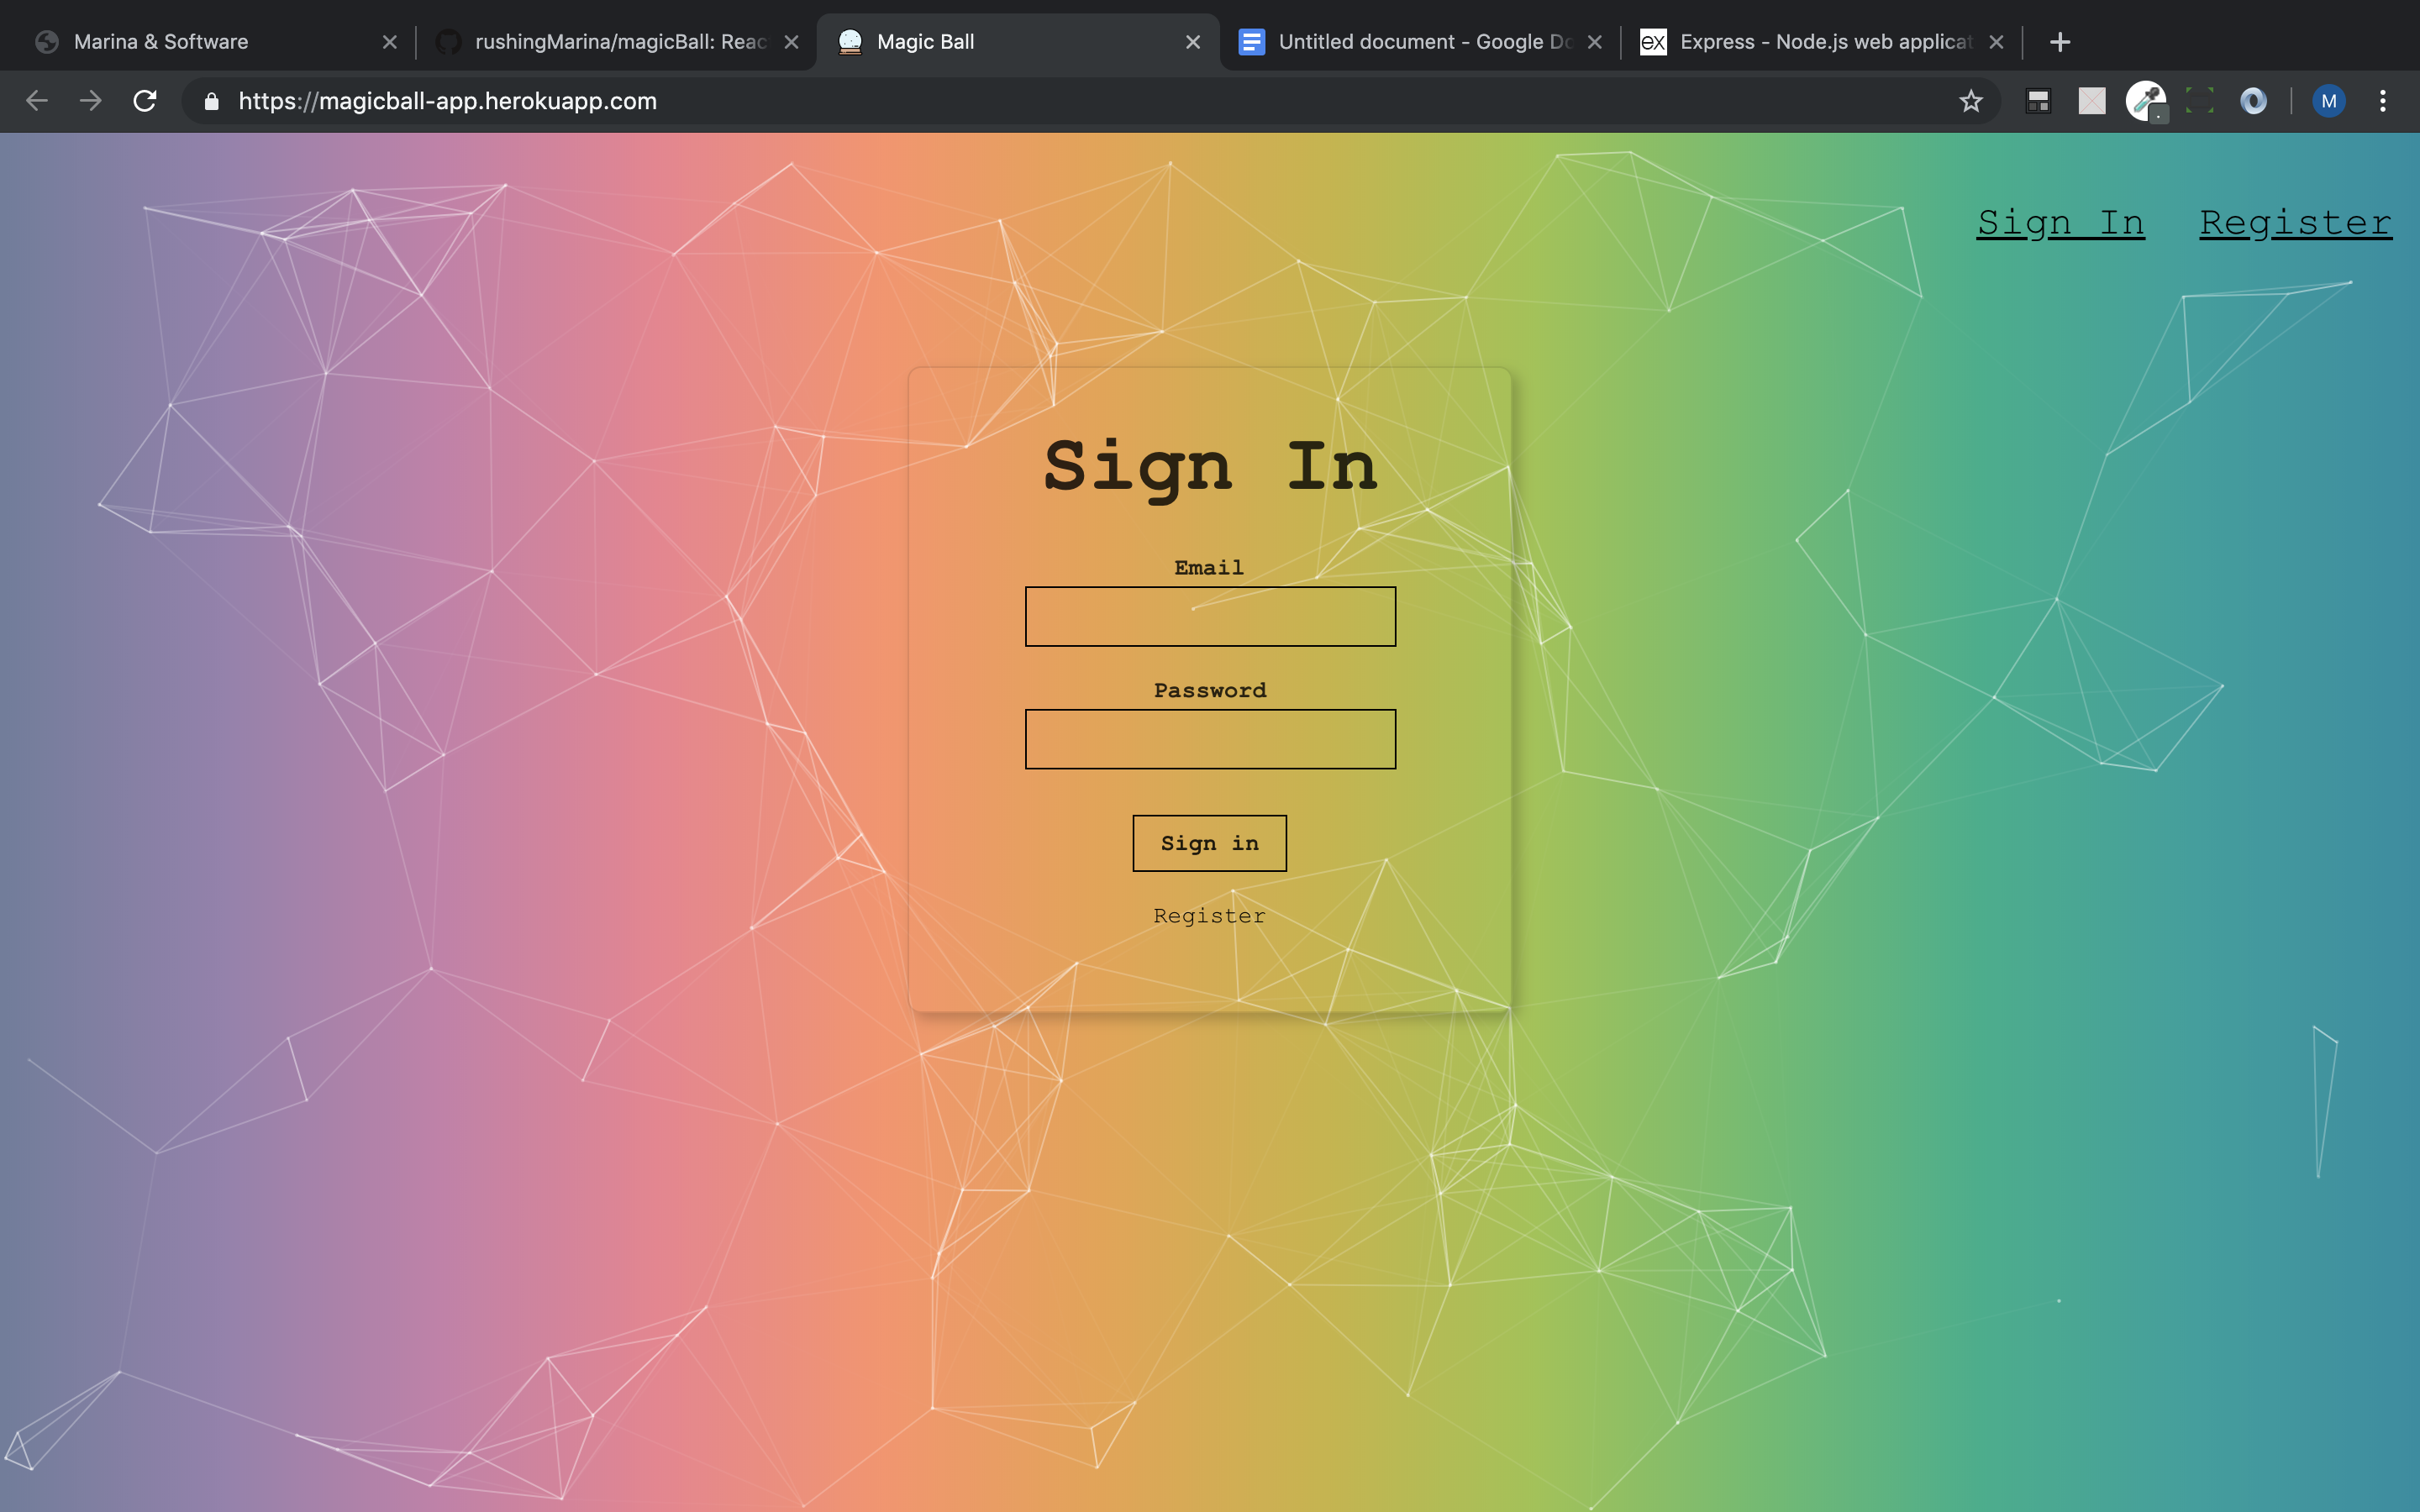 Marina & Software
rushingMarina/magicBall: Reac
Magic Ball
Untitled document - Google Do
Express - Node.js web applicat
https://magicball-app.herokuapp.com
M
Sign In
Register
Sign In
Email
Password
Sign in
Register